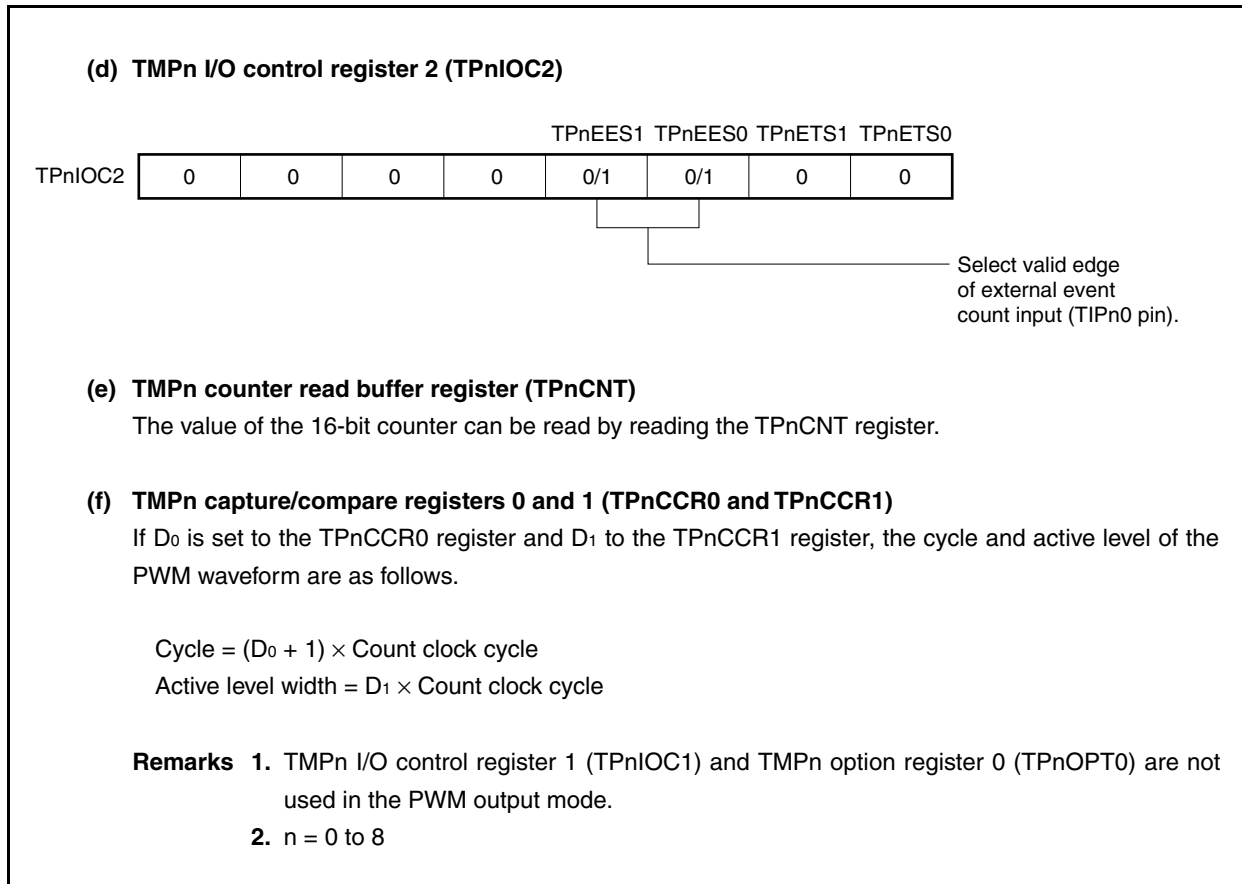 (d) TMPn I/O control register 2 (TPnIOC2)
TPnEES1 TPnEES0 TPnETS1 TPnETS0
TPnIOC2 0 0 0 0 0/1 0/1 0 0
Select valid edge
of external event
count input (TIPn0 pin).
(e) TMPn counter read buffer register (TPnCNT)
The value of the 16-bit counter can be read by reading the TPnCNT register.
(f) TMPn capture/compare registers 0 and 1 (TPnCCR0 and TPnCCR1)
If D0 is set to the TPnCCR0 register and D1 to the TPnCCR1 register, the cycle and active level of the
PWM waveform are as follows.
Cycle = (D0 + 1) × Count clock cycle
Active level width = D1 × Count clock cycle
Remarks 1. TMPn I/O control register 1 (TPnIOC1) and TMPn option register 0 (TPnOPT0) are not
used in the PWM output mode.
2. n = 0 to 8